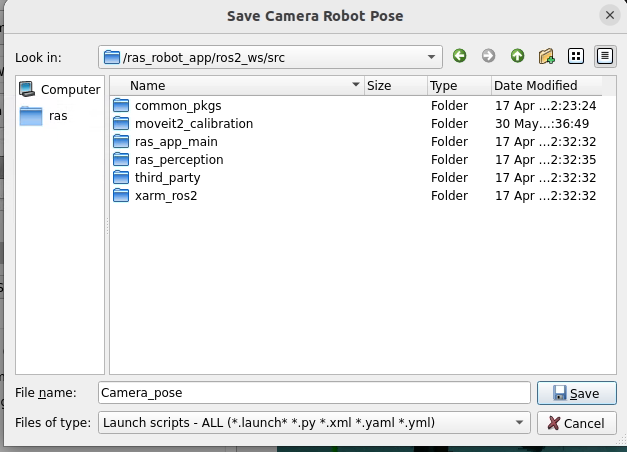 Save Camera Robot Pose
Look in: /ras_robot_app/ros2_ws/src
Computer
ras
Name Size Type Date Modified
common_pkgs Folder 17 Apr ...2:23:24
moveit2_calibration Folder 30 May...:36:49
ras_app_main Folder 17 Apr ...2:32:32
ras_perception Folder 17 Apr ...2:32:35
third_party Folder 17 Apr ...2:32:32
xarm_ros2 Folder 17 Apr ...2:32:32
File name: Camera_pose Save
Files of type: Launch scripts - ALL (*.launch* *.py *.xml *.yaml *.yml) Cancel